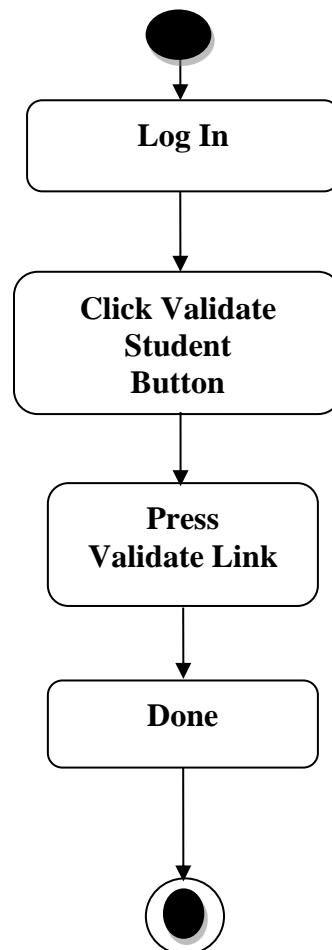 Log In
Click Validate
Student
Button
Press
Validate Link
Done